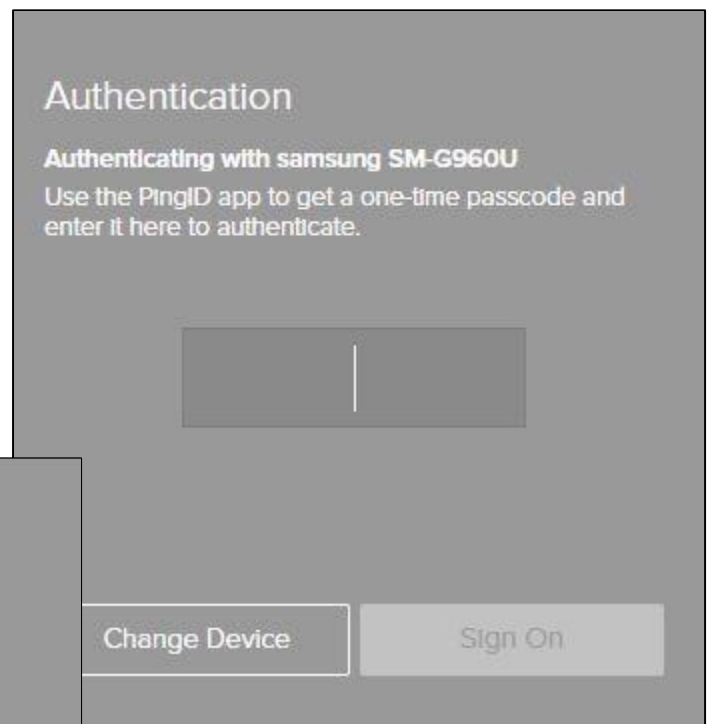 Authentication
Authenticating with samsung SM-G960U
Use the PingID app to get a one-time passcode and
enter it here to authenticate.
Change Device
Sign On